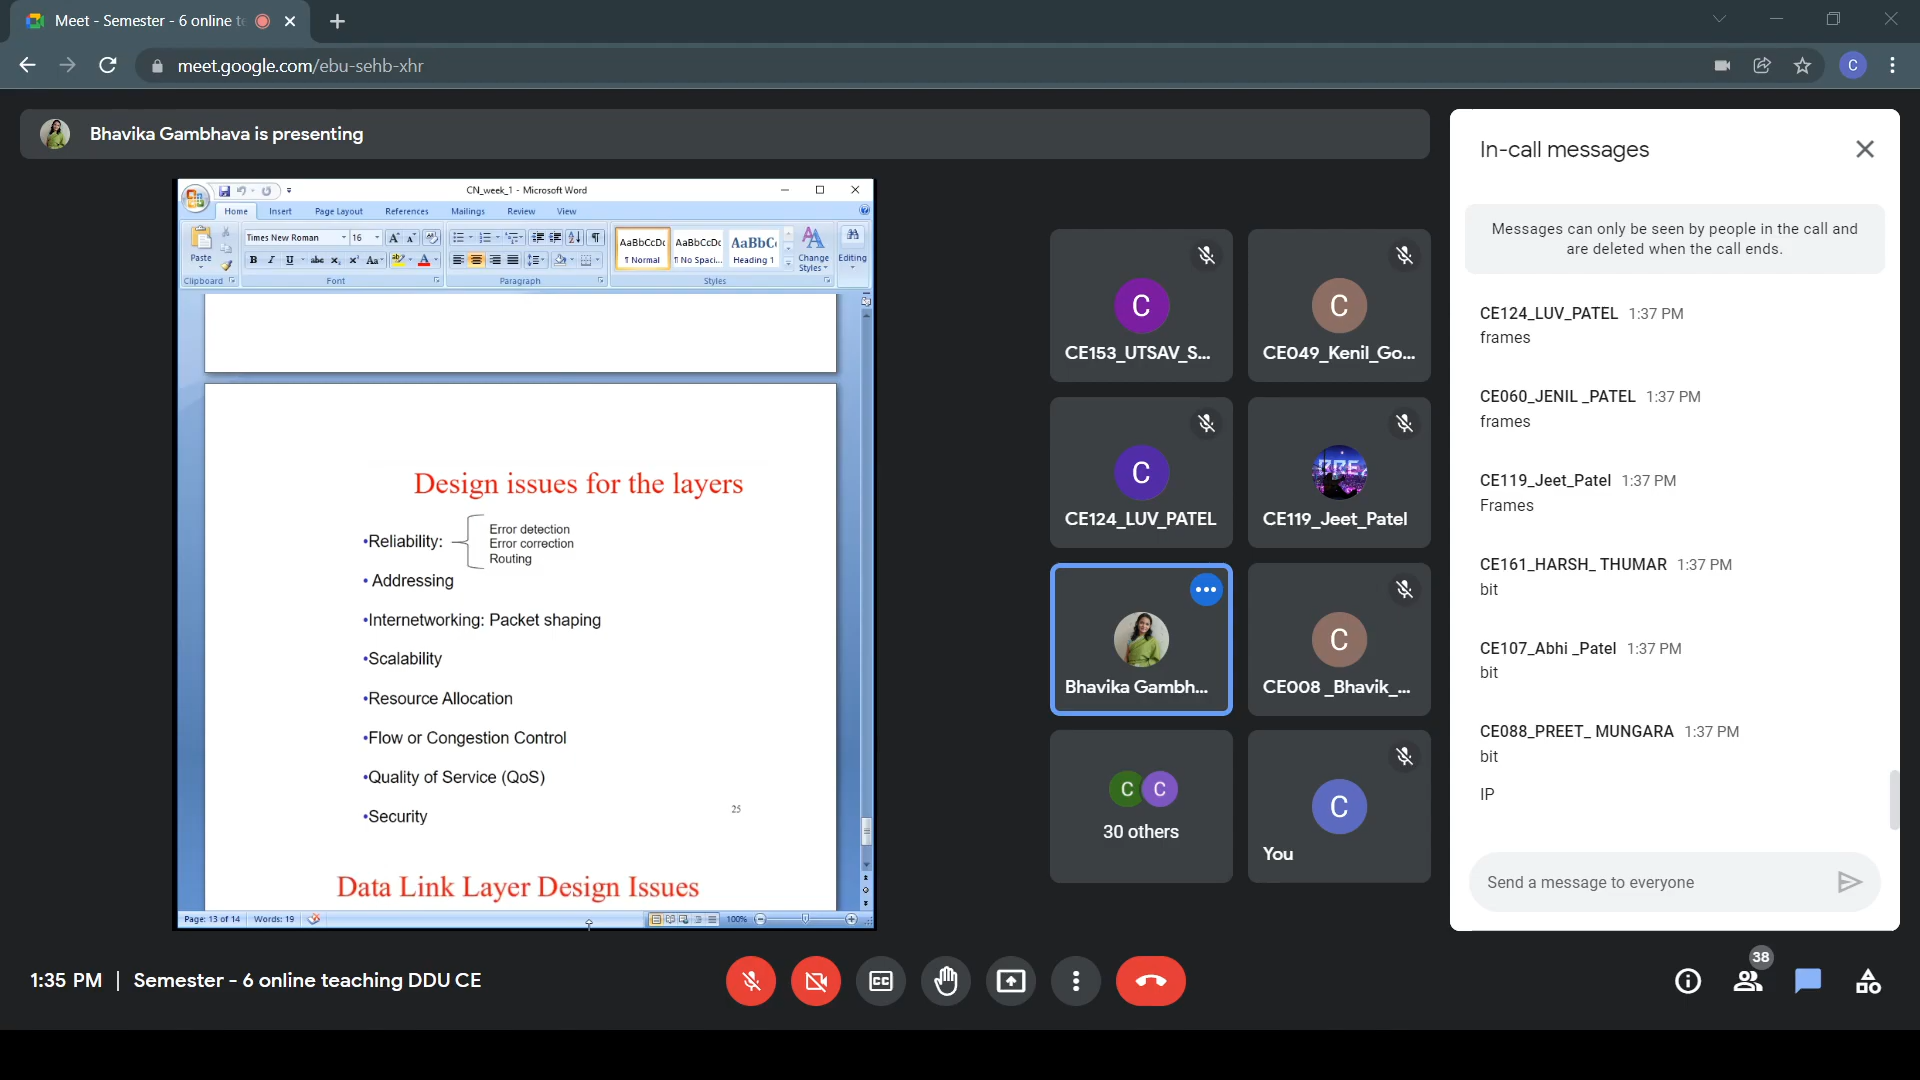 Meet - Semester - 6 online te
meet.google.com/ebu-sehb-xhr
C
Bhavika Gambhava is presenting
CN_week_1 - Microsoft Word
Home Insert Page Layout References Mailings Review View
Paste
Times New Roman 16
B I U abc x₂ x² Aa
AaBbCcDc AaBbCcDc AaBbC
¶ Normal ¶ No Spaci... Heading 1
Change Styles
Editing
Clipboard Font Paragraph Styles
Design issues for the layers
•Reliability:
Error detection
Error correction
Routing
• Addressing
•Internetworking: Packet shaping
•Scalability
•Resource Allocation
•Flow or Congestion Control
•Quality of Service (QoS)
•Security
25
Data Link Layer Design Issues
Page: 13 of 14 Words: 19 100%
C
CE153_UTSAV_S...
C
CE049_Kenil_Go...
C
CE124_LUV_PATEL
CE119_Jeet_Patel
Bhavika Gambh...
C
CE008 _Bhavik_...
C C
30 others
C
You
In-call messages
Messages can only be seen by people in the call and
are deleted when the call ends.
CE124_LUV_PATEL 1:37 PM
frames
CE060_JENIL _PATEL 1:37 PM
frames
CE119_Jeet_Patel 1:37 PM
Frames
CE161_HARSH_ THUMAR 1:37 PM
bit
CE107_Abhi _Patel 1:37 PM
bit
CE088_PREET_ MUNGARA 1:37 PM
bit
IP
Send a message to everyone
1:35 PM | Semester - 6 online teaching DDU CE
38